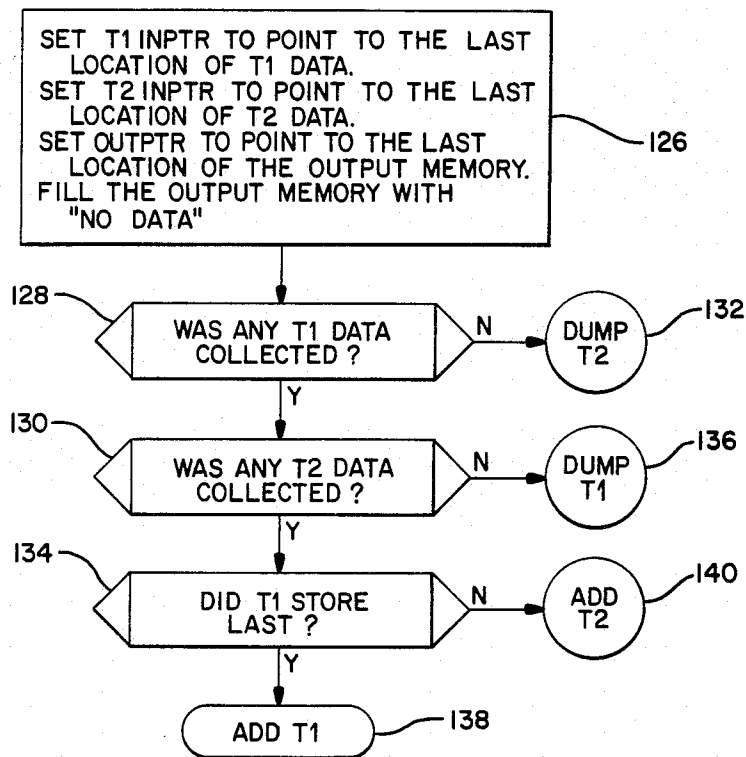 SET T1 INPTR TO POINT TO THE LAST
LOCATION OF T1 DATA.
SET T2 INPTR TO POINT TO THE LAST
LOCATION OF T2 DATA.
SET OUTPTR TO POINT TO THE LAST
LOCATION OF THE OUTPUT MEMORY.
FILL THE OUTPUT MEMORY WITH
"NO DATA"
126
128
WAS ANY T1 DATA
COLLECTED ?
N
DUMP
T2
132
Y
130
WAS ANY T2 DATA
COLLECTED ?
N
DUMP
T1
136
Y
134
DID T1 STORE
LAST ?
N
ADD
T2
140
Y
ADD T1
138